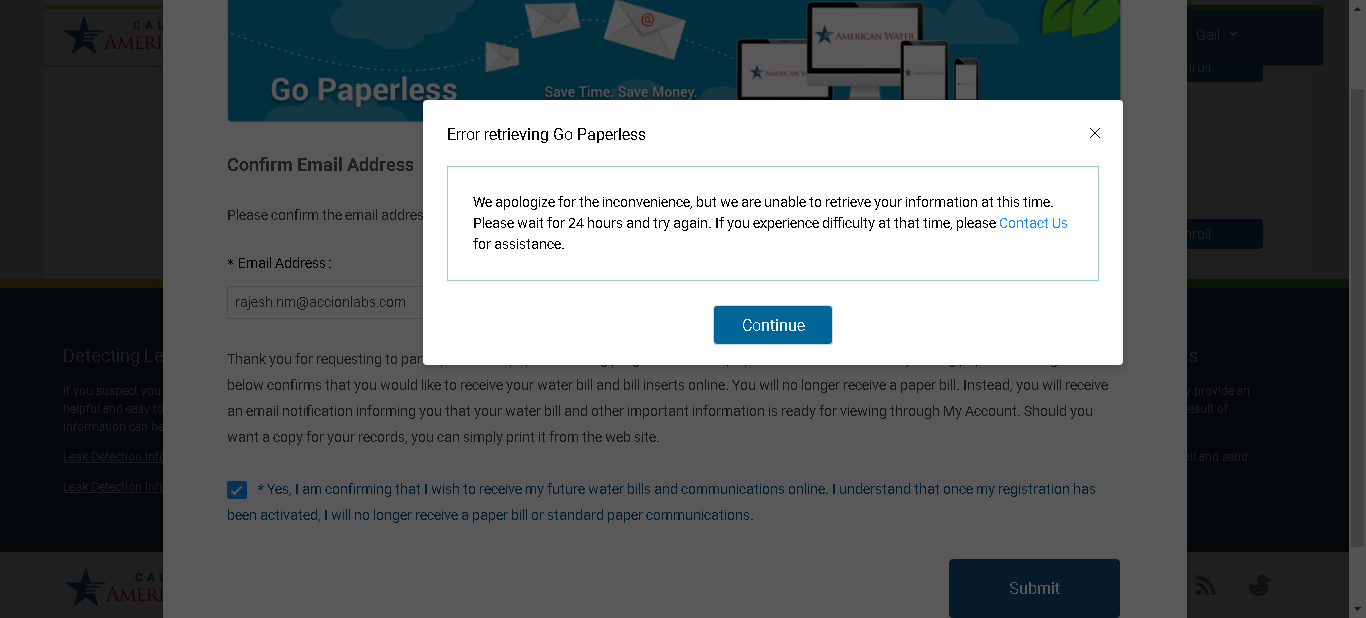 CAL
AMERI
Gail
AMERICAN WATER
Go Paperless
Save Time. Save Money.
Error retrieving Go Paperless
We apologize for the inconvenience, but we are unable to retrieve your information at this time.
Please wait for 24 hours and try again. If you experience difficulty at that time, please Contact Us
for assistance.
Continue
Confirm Email Address
Please confirm the email addres
* Email Address :
rajesh.nm@accionlabs.com
Thank you for requesting to par
below confirms that you would like to receive your water bill and bill inserts online. You will no longer receive a paper bill. Instead, you will receive
an email notification informing you that your water bill and other important information is ready for viewing through My Account. Should you
want a copy for your records, you can simply print it from the web site.
* Yes, I am confirming that I wish to receive my future water bills and communications online. I understand that once my registration has
been activated, I will no longer receive a paper bill or standard paper communications.
Submit
Detecting Le
If you suspect you
helpful and easy-to
information can he
Leak Detection Info
Leak Detection Info
y provide an
esult of
ail and send
CAL
AMERI